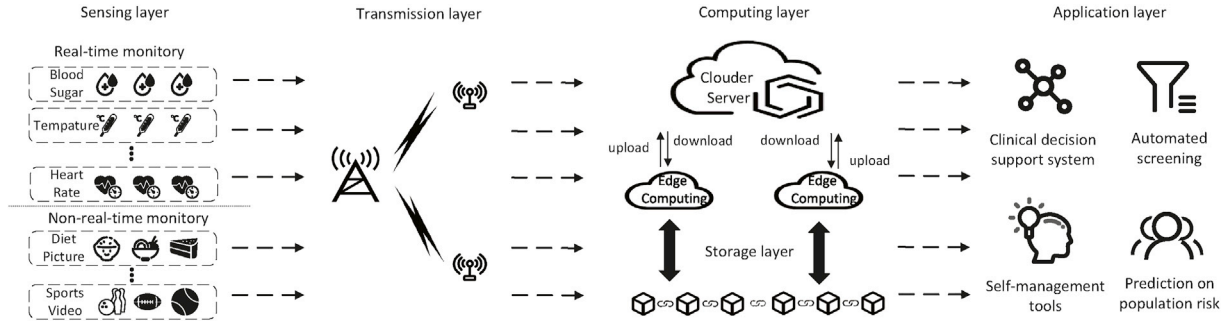 Sensing layer
Transmission layer
Computing layer
Application layer
Real-time monitory
Blood
Sugar
Tempature
°C
°C
°C
Heart
Rate
Non-real-time monitory
Diet
Picture
Sports
Video
Clouder
Server
upload
download
download
upload
Edge
Computing
Edge
Computing
Storage layer
Clinical decision
support system
Automated
screening
Self-management
tools
Prediction on
population risk